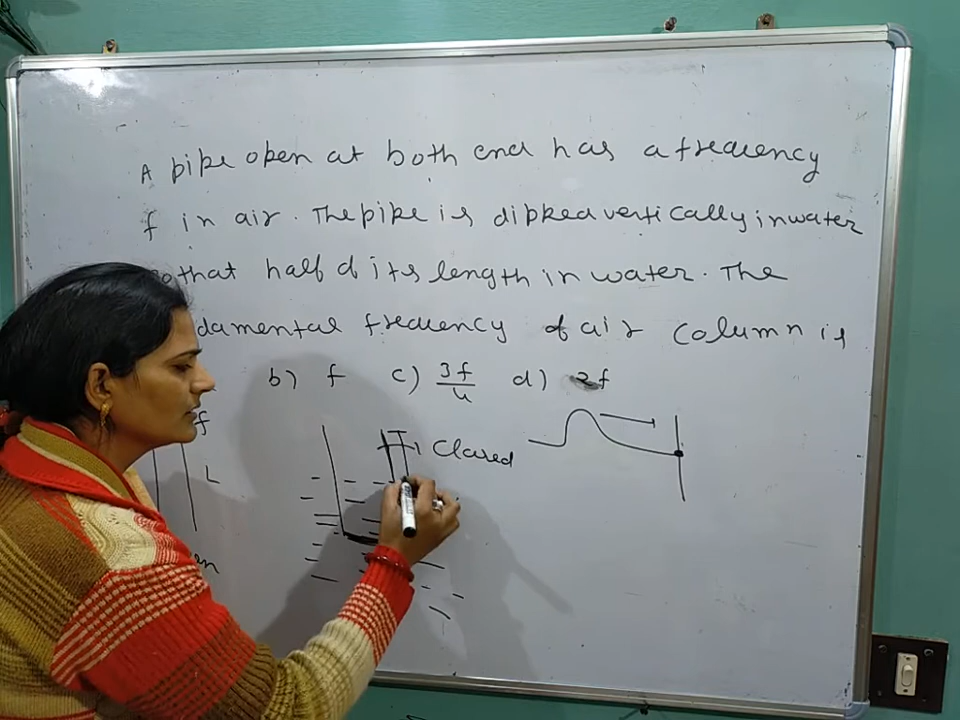 A pipe open at both end has a frequency
f in air. The pipe is dipped vertically in water
that half of its length in water. The
damental frequency of air column is
b) f c) 3f/4 d) 2f
f
L
Closed
en